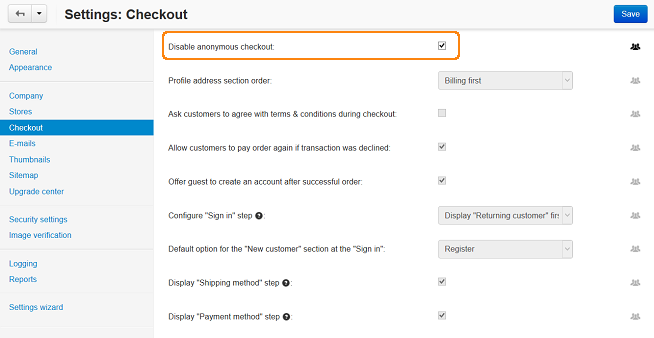 Settings: Checkout
Save
General
Appearance
Company
Stores
Checkout
E-mails
Thumbnails
Sitemap
Upgrade center
Security settings
Image verification
Logging
Reports
Settings wizard
Disable anonymous checkout:
Profile address section order:
Billing first
Ask customers to agree with terms & conditions during checkout:
Allow customers to pay order again if transaction was declined:
Offer guest to create an account after successful order:
Configure "Sign in" step ?:
Display "Returning customer" firs
Default option for the "New customer" section at the "Sign in":
Register
Display "Shipping method" step ?:
Display "Payment method" step ?: